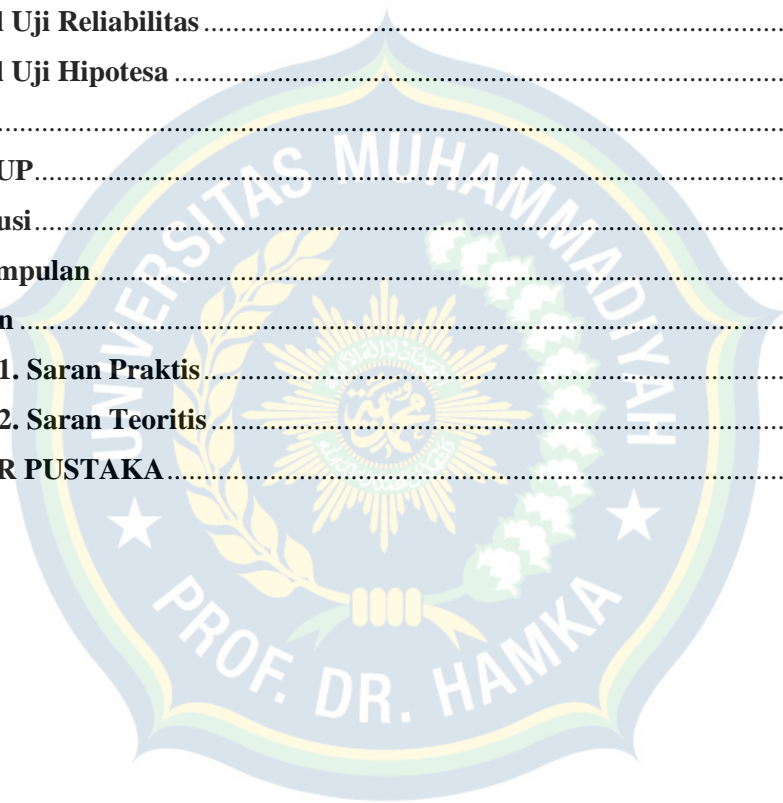 l Uji Reliabilitas................................................................................
l Uji Hipotesa................................................................................
................................................................................
UP................................................................................
usi................................................................................
mpulan................................................................................
n................................................................................
1. Saran Praktis................................................................................
2. Saran Teoritis................................................................................
R PUSTAKA................................................................................
UNIVERSITAS MUHAMMADIYAH
PROF. DR. HAMKA